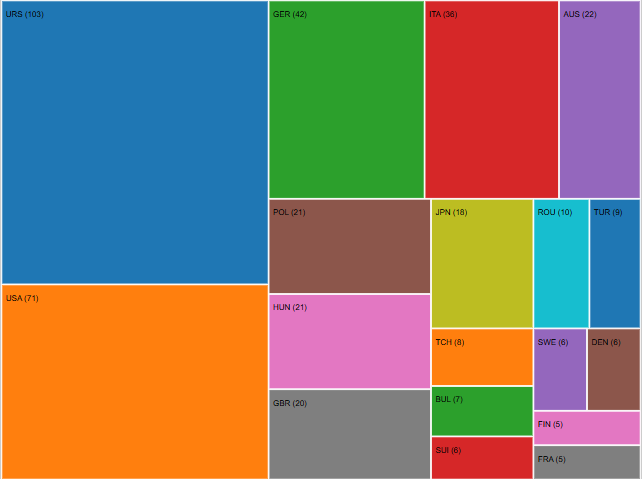 URS (103)
GER (42)
ITA (36)
AUS (22)
POL (21)
JPN (18)
ROU (10)
TUR (9)
USA (71)
HUN (21)
TCH (8)
SWE (6)
DEN (6)
BUL (7)
GBR (20)
FIN (5)
SUI (6)
FRA (5)